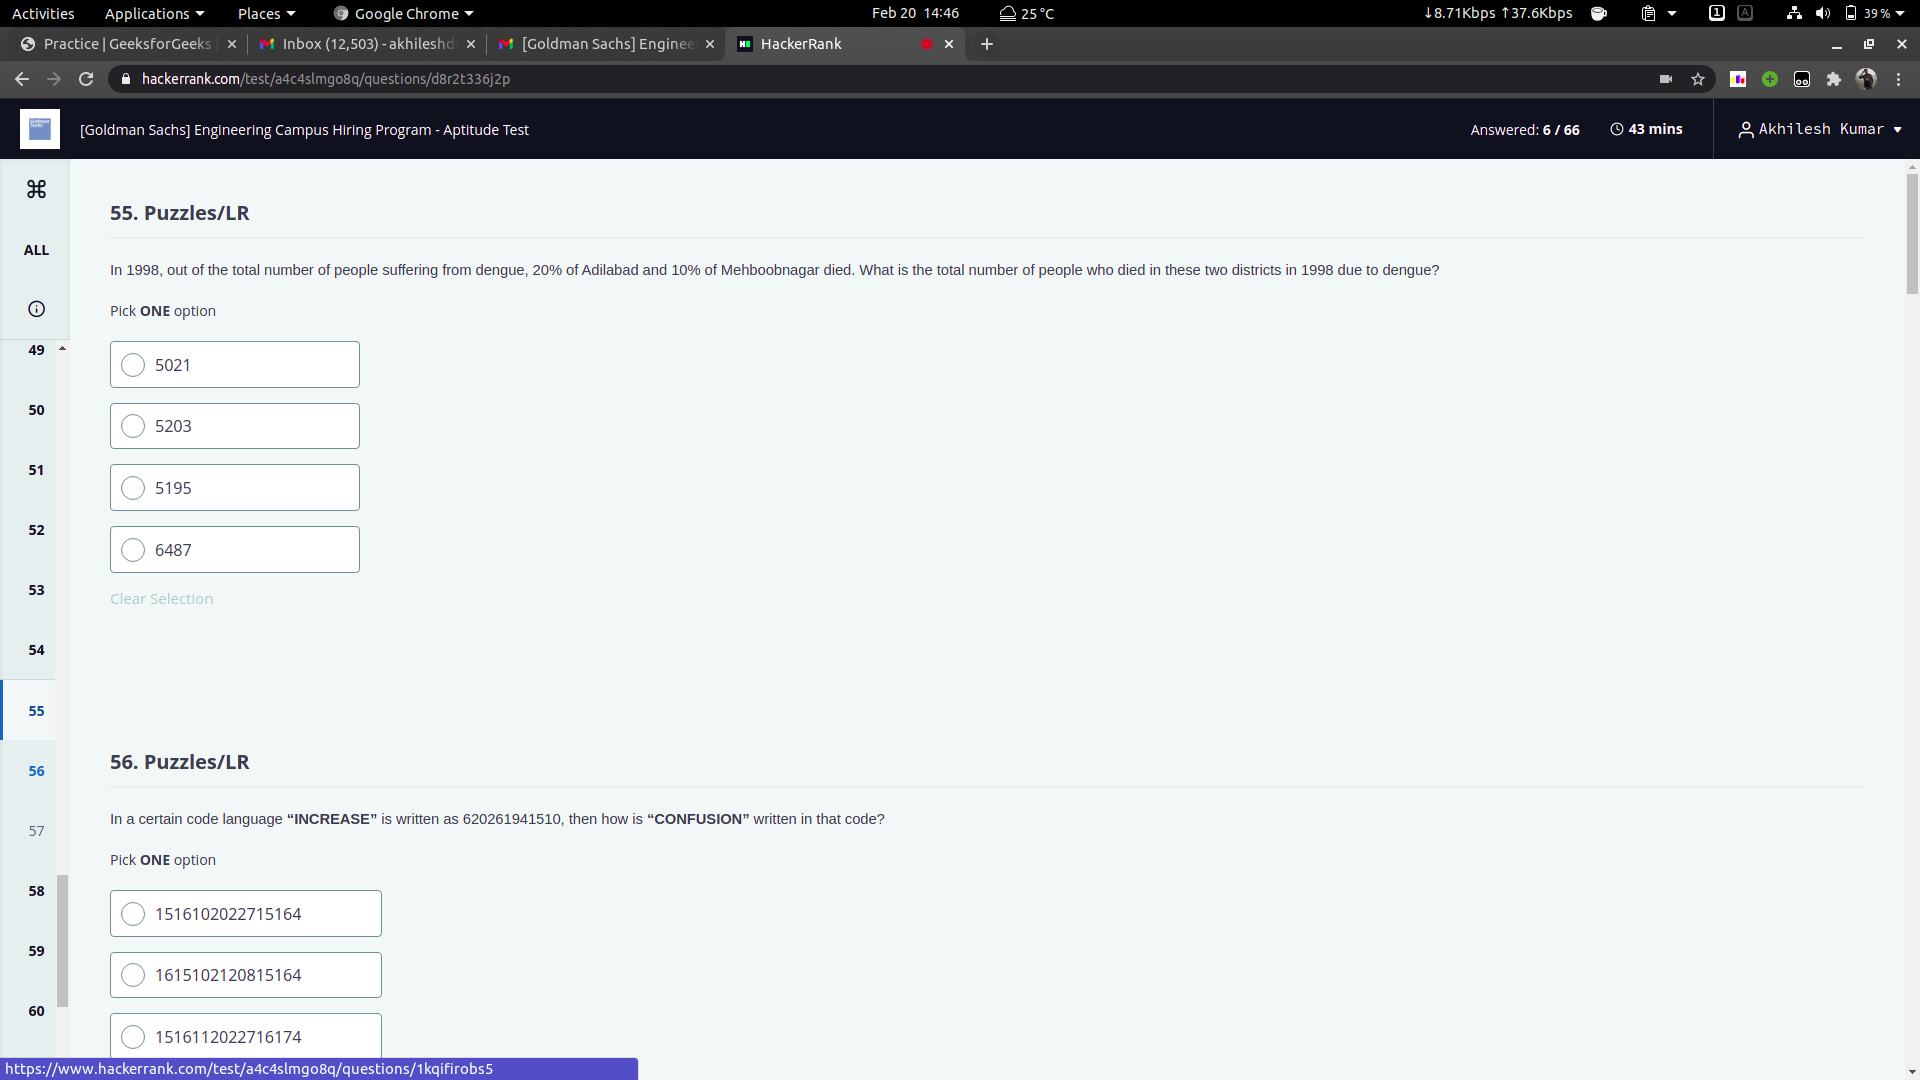 Activities Applications Places Google Chrome Feb 20 14:46 25 °C ↓8.71Kbps ↑37.6Kbps 1 A 39 %
Practice | GeeksforGeeks Inbox (12,503) - akhileshd [Goldman Sachs] Enginee HackerRank
hackerrank.com/test/a4c4slmgo8q/questions/d8r2t336j2p
[Goldman Sachs] Engineering Campus Hiring Program - Aptitude Test Answered: 6 / 66 43 mins Akhilesh Kumar
ALL
49
50
51
52
53
54
55
56
57
58
59
60
55. Puzzles/LR
In 1998, out of the total number of people suffering from dengue, 20% of Adilabad and 10% of Mehboobnagar died. What is the total number of people who died in these two districts in 1998 due to dengue?
Pick ONE option
5021
5203
5195
6487
Clear Selection
56. Puzzles/LR
In a certain code language “INCREASE” is written as 620261941510, then how is “CONFUSION” written in that code?
Pick ONE option
1516102022715164
1615102120815164
1516112022716174
https://www.hackerrank.com/test/a4c4slmgo8q/questions/1kqifirobs5